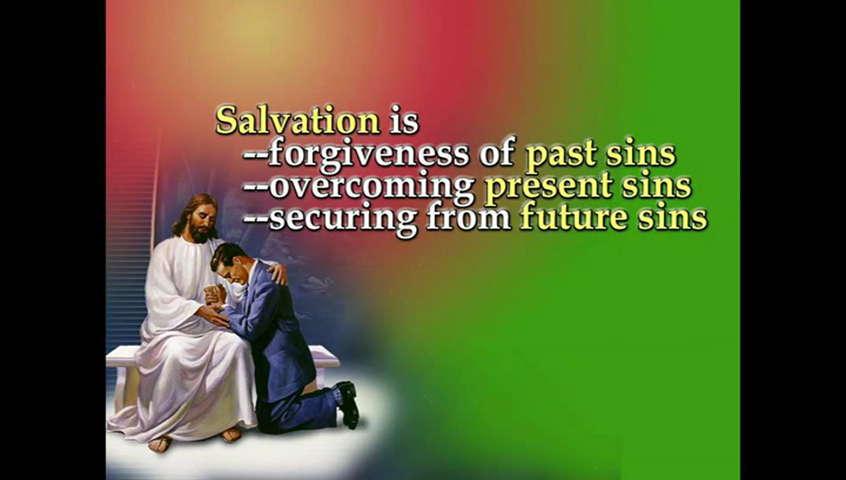 Salvation is
--forgiveness of past sins
--overcoming present sins
--securing from future sins